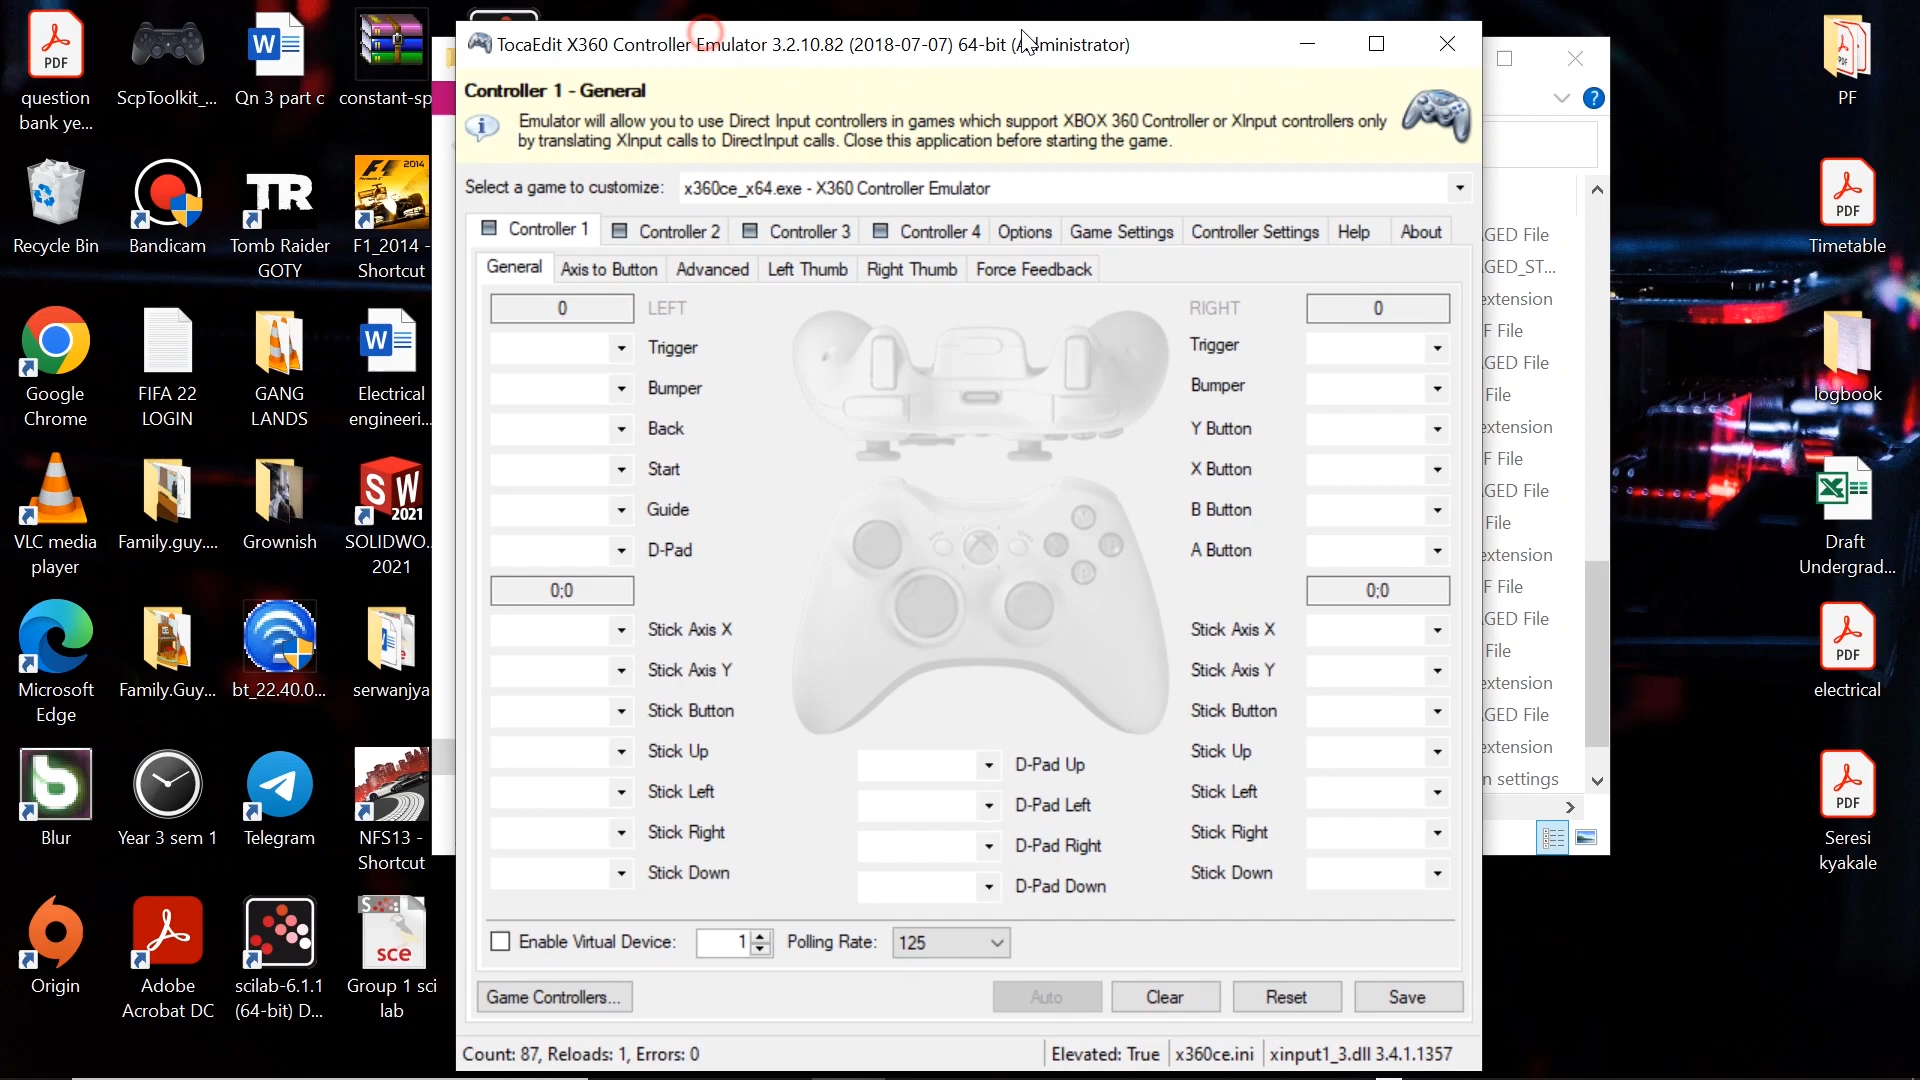 question
bank ye...
ScpToolkit_...
Qn 3 part c
constant-sp
Recycle Bin
Bandicam
Tomb Raider
GOTY
F1_2014 -
Shortcut
Google
Chrome
FIFA 22
LOGIN
GANG
LANDS
Electrical
engineeri...
VLC media
player
Family.guy....
Grownish
SOLIDWO..
2021
Microsoft
Edge
Family.Guy...
bt_22.40.0...
serwanjya
Blur
Year 3 sem 1
Telegram
NFS13 -
Shortcut
Origin
Adobe
Acrobat DC
scilab-6.1.1
(64-bit) D...
Group 1 sci
lab
TocaEdit X360 Controller Emulator 3.2.10.82 (2018-07-07) 64-bit (Administrator)
Controller 1 - General
Emulator will allow you to use Direct Input controllers in games which support XBOX 360 Controller or XInput controllers only
by translating XInput calls to DirectInput calls. Close this application before starting the game.
Select a game to customize: x360ce_x64.exe - X360 Controller Emulator
Controller 1 Controller 2 Controller 3 Controller 4 Options Game Settings Controller Settings Help About
General Axis to Button Advanced Left Thumb Right Thumb Force Feedback
0 LEFT RIGHT 0
Trigger Trigger
Bumper Bumper
Back Y Button
Start X Button
Guide B Button
D-Pad A Button
0;0 0;0
Stick Axis X Stick Axis X
Stick Axis Y Stick Axis Y
Stick Button Stick Button
Stick Up D-Pad Up Stick Up
Stick Left D-Pad Left Stick Left
Stick Right D-Pad Right Stick Right
Stick Down D-Pad Down Stick Down
Enable Virtual Device: 1 Polling Rate: 125
Game Controllers... Auto Clear Reset Save
Count: 87, Reloads: 1, Errors: 0 Elevated: True x360ce.ini xinput1_3.dll 3.4.1.1357
GED File
GED_ST...
extension
F File
GED File
File
extension
F File
GED File
File
extension
F File
GED File
File
extension
GED File
extension
n settings
PF
Timetable
logbook
Draft
Undergrad...
electrical
Seresi
kyakale